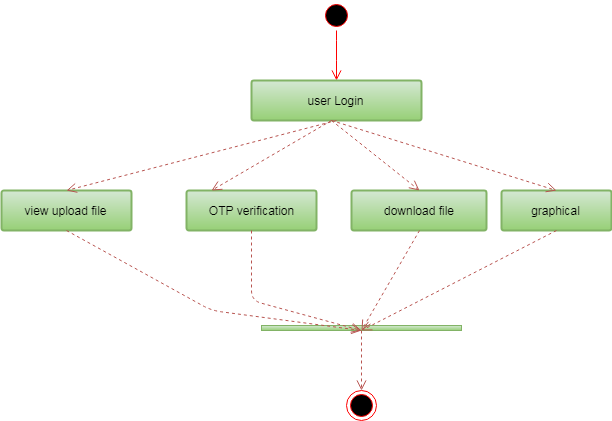 user Login
view upload file
OTP verification
download file
graphical